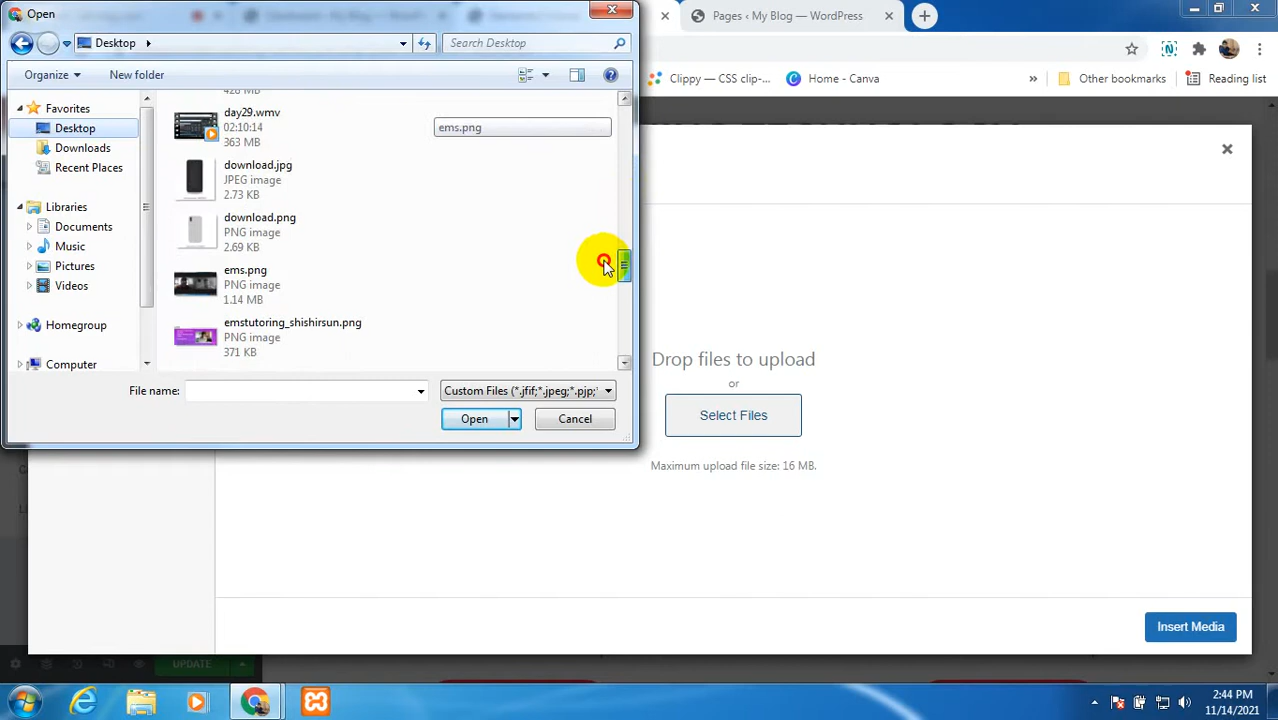 Open
Pages ‹ My Blog — WordPress
Desktop
Search Desktop
Organize
New folder
Clippy — CSS clip-...
Home - Canva
»
Other bookmarks
Reading list
428 MB
Favorites
Desktop
Downloads
Recent Places
Libraries
Documents
Music
Pictures
Videos
Homegroup
Computer
day29.wmv
02:10:14
363 MB
ems.png
download.jpg
JPEG image
2.73 KB
download.png
PNG image
2.69 KB
ems.png
PNG image
1.14 MB
emstutoring_shishirsun.png
PNG image
371 KB
File name:
Custom Files (*.jfif;*.jpeg;*.pjp;*
Open
Cancel
Drop files to upload
or
Select Files
Maximum upload file size: 16 MB.
Insert Media
UPDATE
2:44 PM
11/14/2021